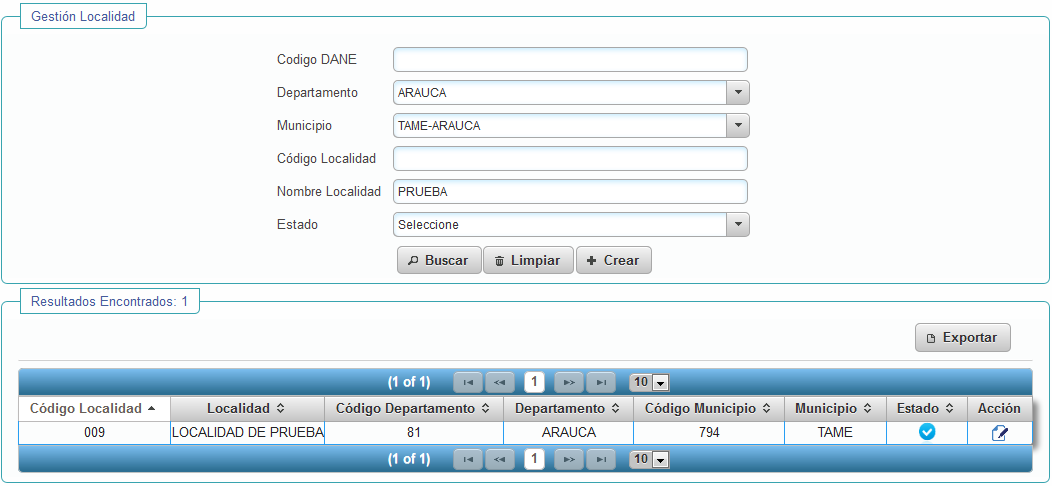 Gestión Localidad
Codigo DANE
Departamento ARAUCA
Municipio TAME-ARAUCA
Código Localidad
Nombre Localidad PRUEBA
Estado Seleccione
Buscar Limpiar Crear
Resultados Encontrados: 1
Exportar
(1 of 1) 1 10
Código Localidad Localidad Código Departamento Departamento Código Municipio Municipio Estado Acción
009 LOCALIDAD DE PRUEBA 81 ARAUCA 794 TAME
(1 of 1) 1 10